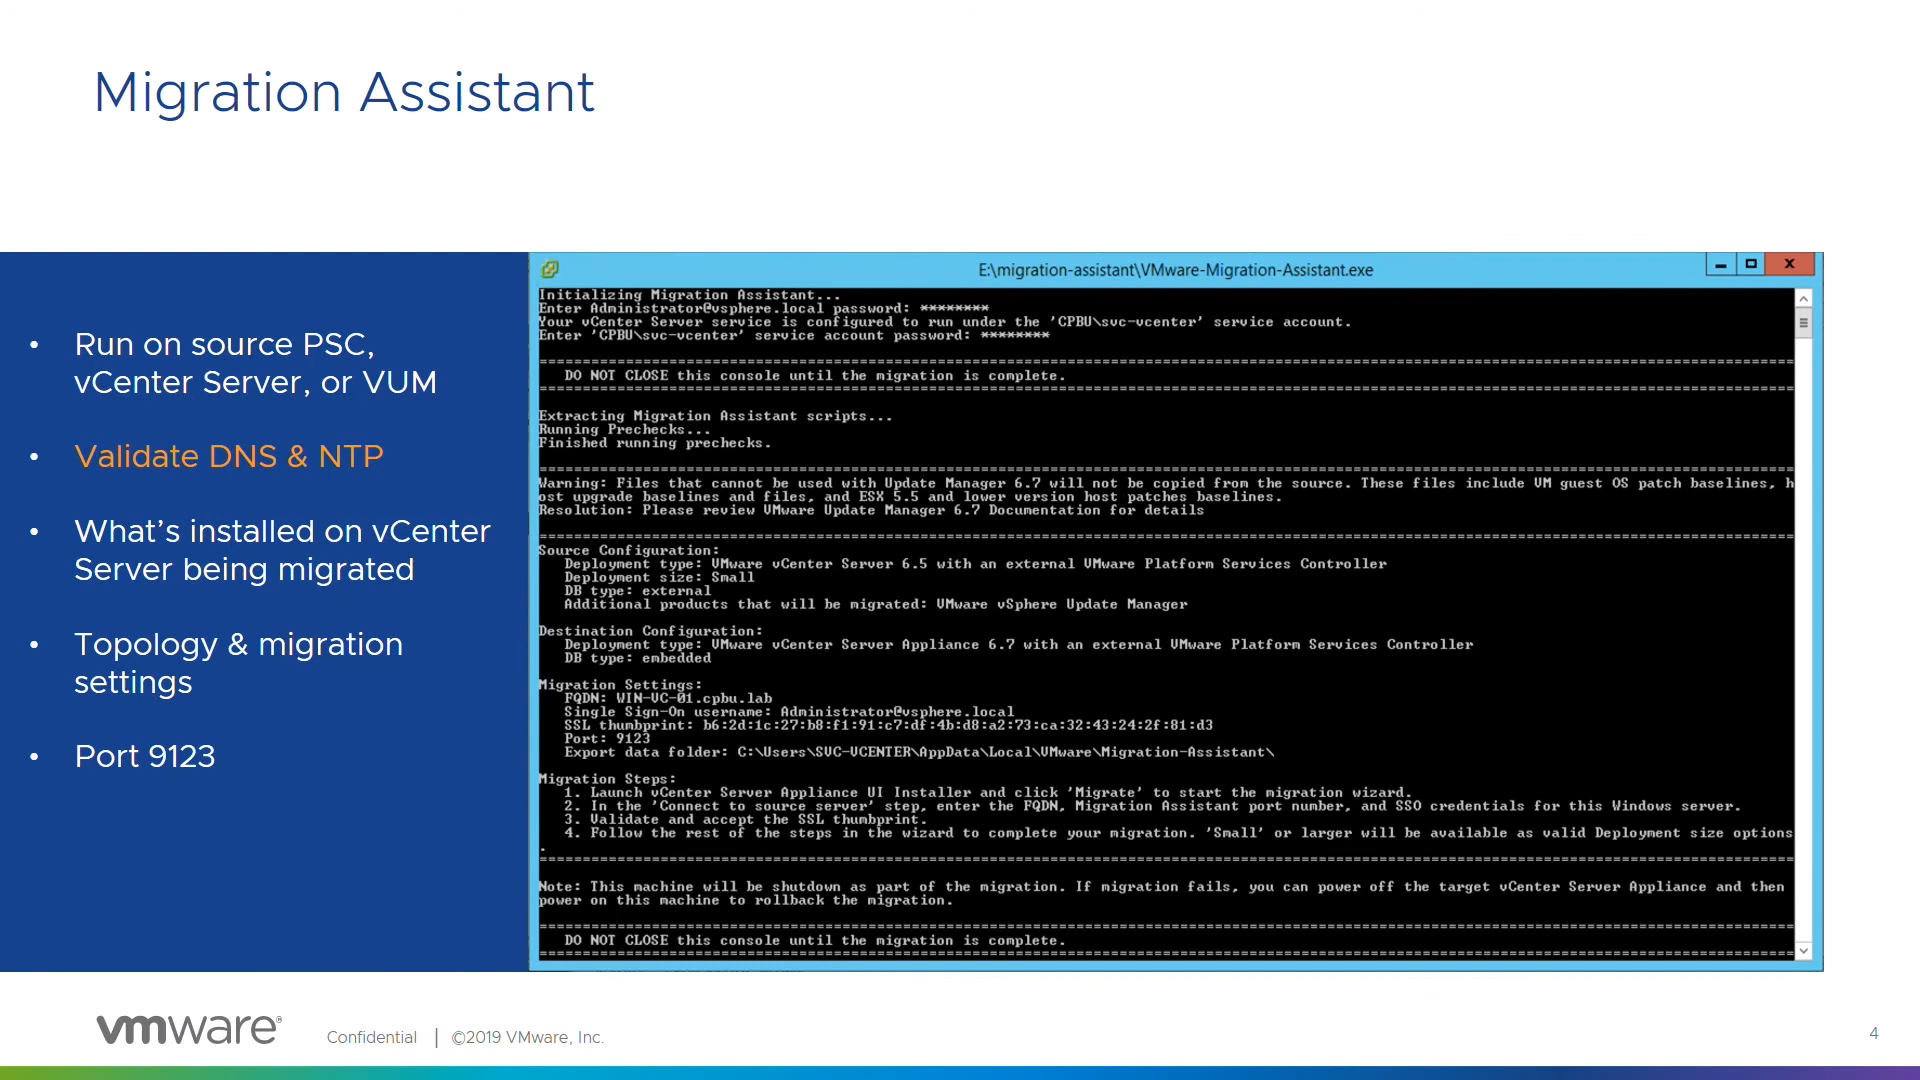 Migration Assistant
• Run on source PSC,
vCenter Server, or VUM
• Validate DNS & NTP
• What's installed on vCenter
Server being migrated
• Topology & migration
settings
• Port 9123
E:\migration-assistant\VMware-Migration-Assistant.exe
Initializing Migration Assistant...
Enter Administrator@vsphere.local password: ********
Your vCenter Server service is configured to run under the 'CPBU\svc-vcenter' service account.
Enter 'CPBU\svc-vcenter' service account password: ********
DO NOT CLOSE this console until the migration is complete.
Extracting Migration Assistant scripts...
Running Prechecks...
Finished running prechecks.
Warning: Files that cannot be used with Update Manager 6.7 will not be copied from the source. These files include VM guest OS patch baselines, h
ost upgrade baselines and files, and ESX 5.5 and lower version host patches baselines.
Resolution: Please review VMware Update Manager 6.7 Documentation for details
Source Configuration:
Deployment type: VMware vCenter Server 6.5 with an external VMware Platform Services Controller
Deployment size: Small
DB type: external
Additional products that will be migrated: VMware vSphere Update Manager
Destination Configuration:
Deployment type: VMware vCenter Server Appliance 6.7 with an external VMware Platform Services Controller
DB type: embedded
Migration Settings:
FQDN: WIN-VC-01.cpbu.lab
Single Sign-On username: Administrator@vsphere.local
SSL thumbprint: b6:2d:1c:27:b8:f1:91:c7:df:4b:d8:a2:73:ca:32:43:24:2f:81:d3
Port: 9123
Export data folder: C:\Users\SVC-VCENTER\AppData\Local\VMware\Migration-Assistant\
Migration Steps:
1. Launch vCenter Server Appliance UI Installer and click 'Migrate' to start the migration wizard.
2. In the 'Connect to source server' step, enter the FQDN, Migration Assistant port number, and SSO credentials for this Windows server.
3. Validate and accept the SSL thumbprint.
4. Follow the rest of the steps in the wizard to complete your migration. 'Small' or larger will be available as valid Deployment size options
.
Note: This machine will be shutdown as part of the migration. If migration fails, you can power off the target vCenter Server Appliance and then
power on this machine to rollback the migration.
DO NOT CLOSE this console until the migration is complete.
vmware®
Confidential | ©2019 VMware, Inc.
4